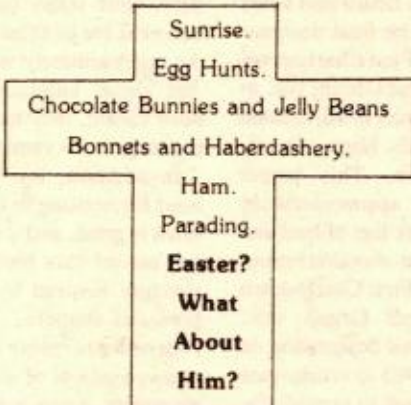 Sunrise.
Egg Hunts.
Chocolate Bunnies and Jelly Beans
Bonnets and Haberdashery.
Ham.
Parading.
Easter?
What
About
Him?